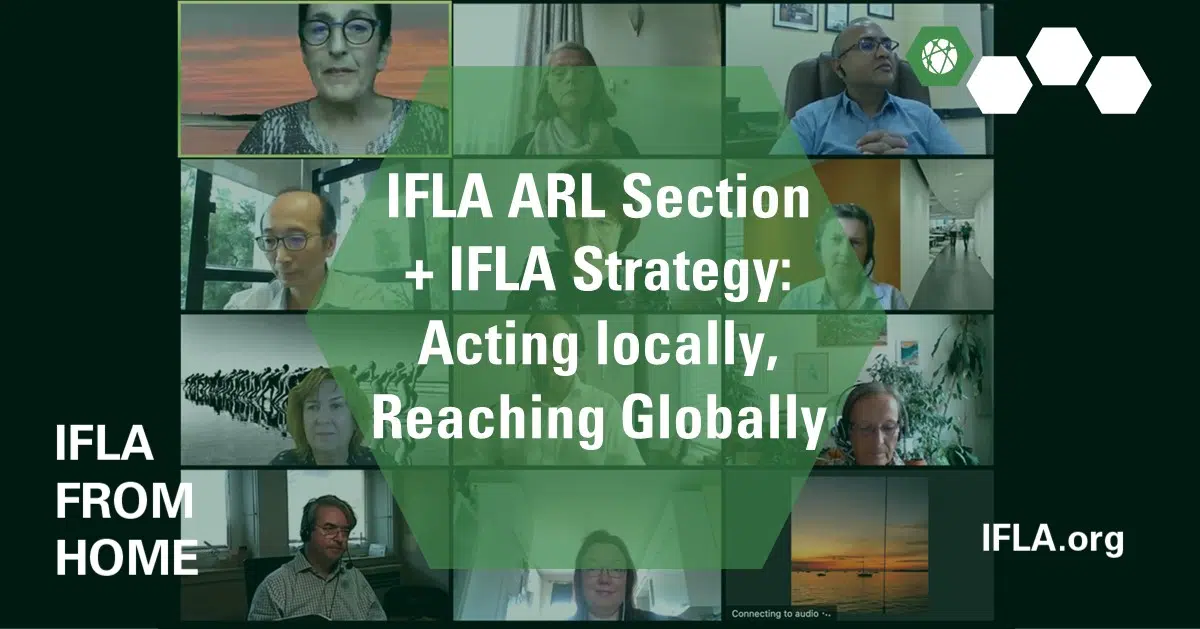 IFLA ARL Section
+ IFLA Strategy:
Acting locally,
Reaching Globally
IFLA
FROM
HOME
IFLA.org
Connecting to audio ···